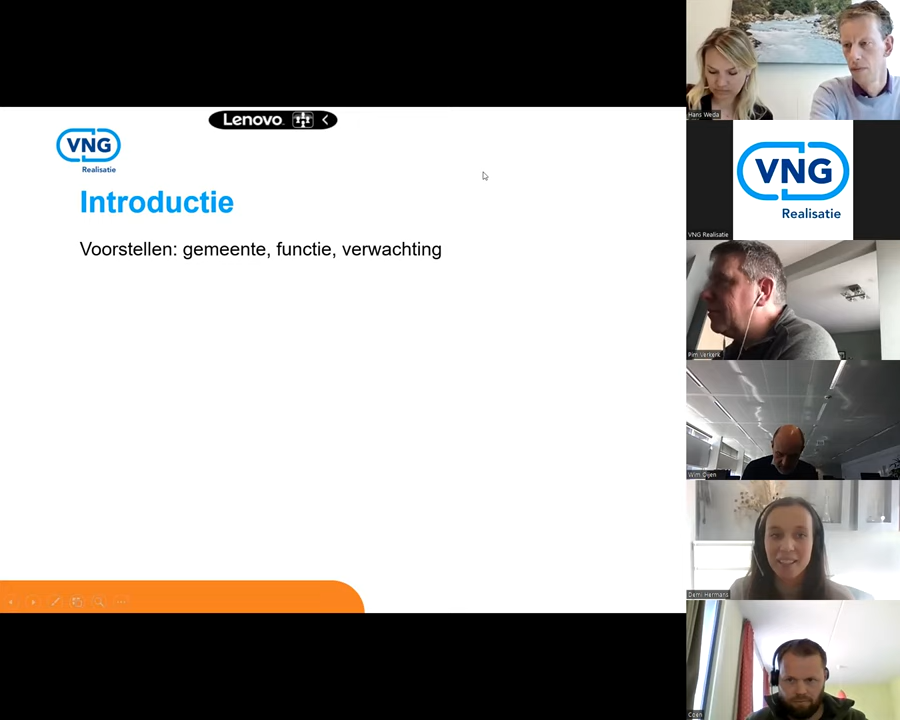 Lenovo
VNG
Realisatie
Introductie
Voorstellen: gemeente, functie, verwachting
Hans Weda
VNG
Realisatie
VNG Realisatie
Pim Verkerk
Wim Dijen
Demi Hermans
Coen